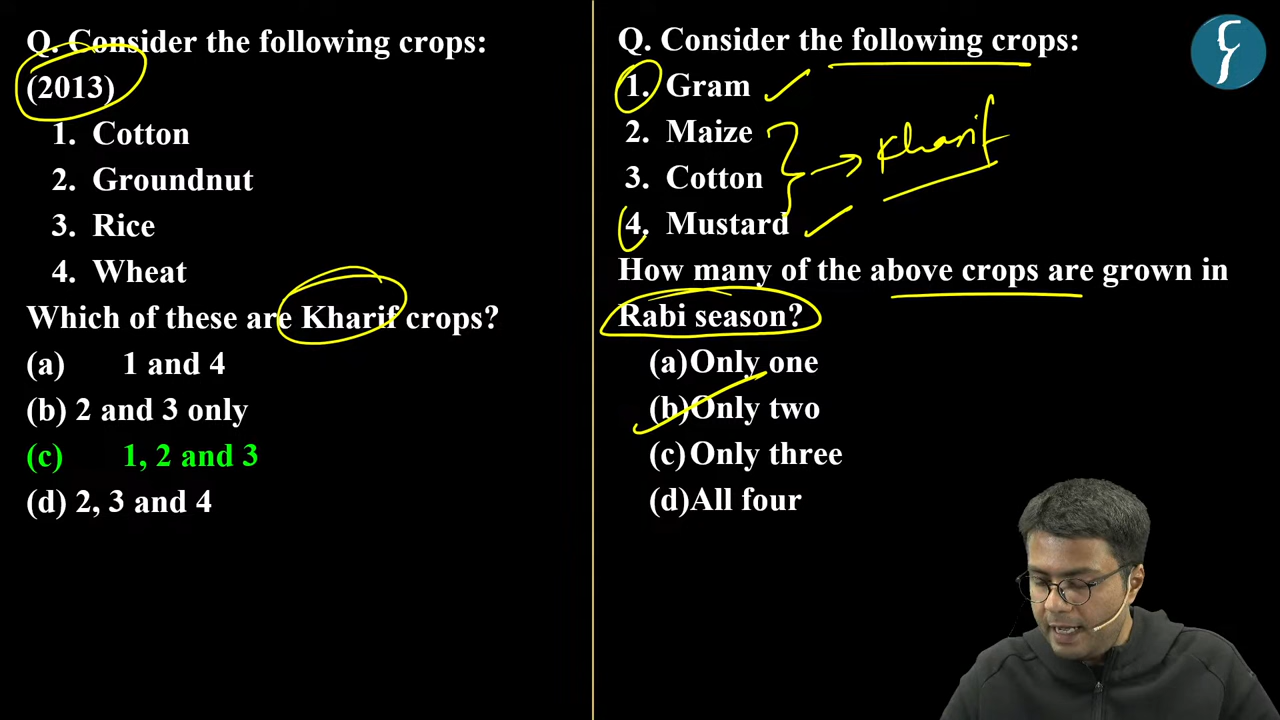 Q. Consider the following crops:
(2013)
1. Cotton
2. Groundnut
3. Rice
4. Wheat
Which of these are Kharif crops?
(a) 1 and 4
(b) 2 and 3 only
(c) 1, 2 and 3
(d) 2, 3 and 4
Q. Consider the following crops:
1. Gram
2. Maize
3. Cotton
4. Mustard
Kharif
How many of the above crops are grown in
Rabi season?
(a)Only one
(b)Only two
(c)Only three
(d)All four